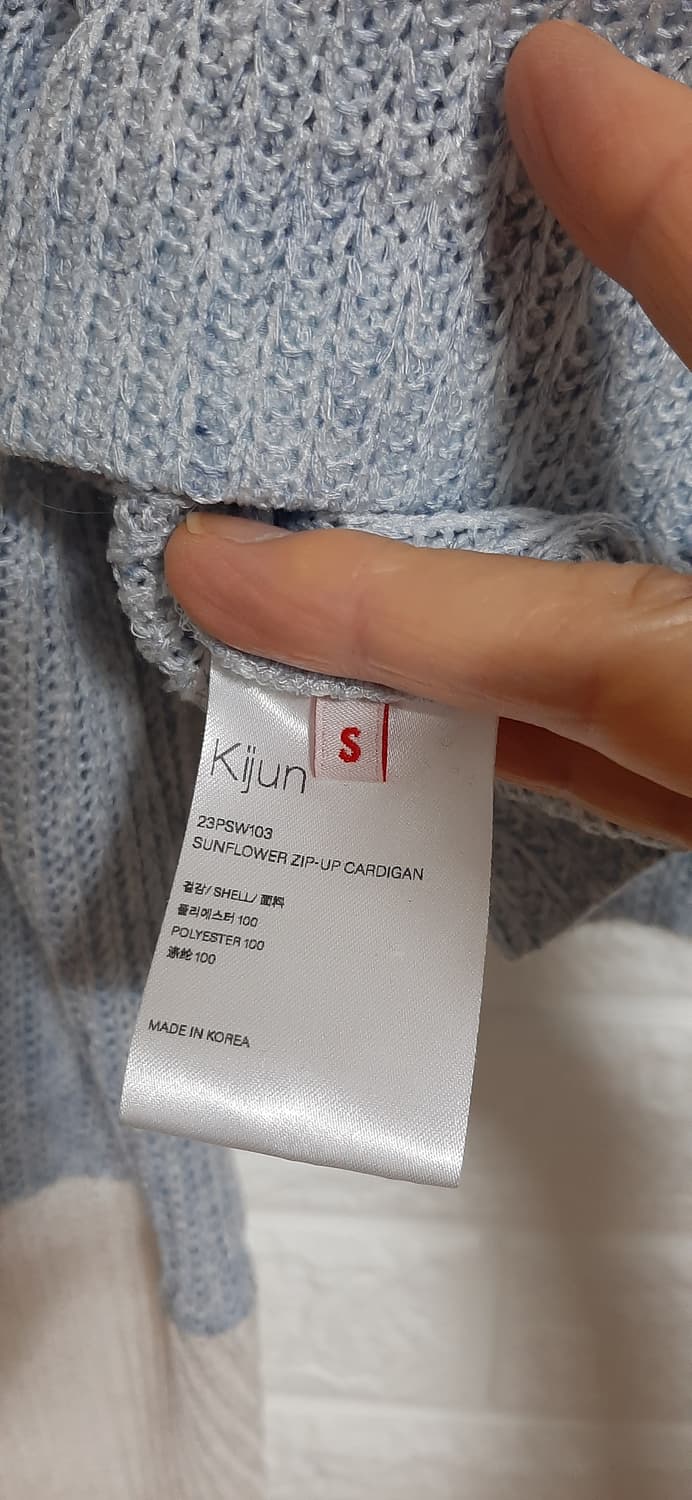 Kijun
S
23PSW103
SUNFLOWER ZIP-UP CARDIGAN
겉감/ SHELL/ 面料
폴리에스터 100
POLYESTER 100
涤纶 100
MADE IN KOREA